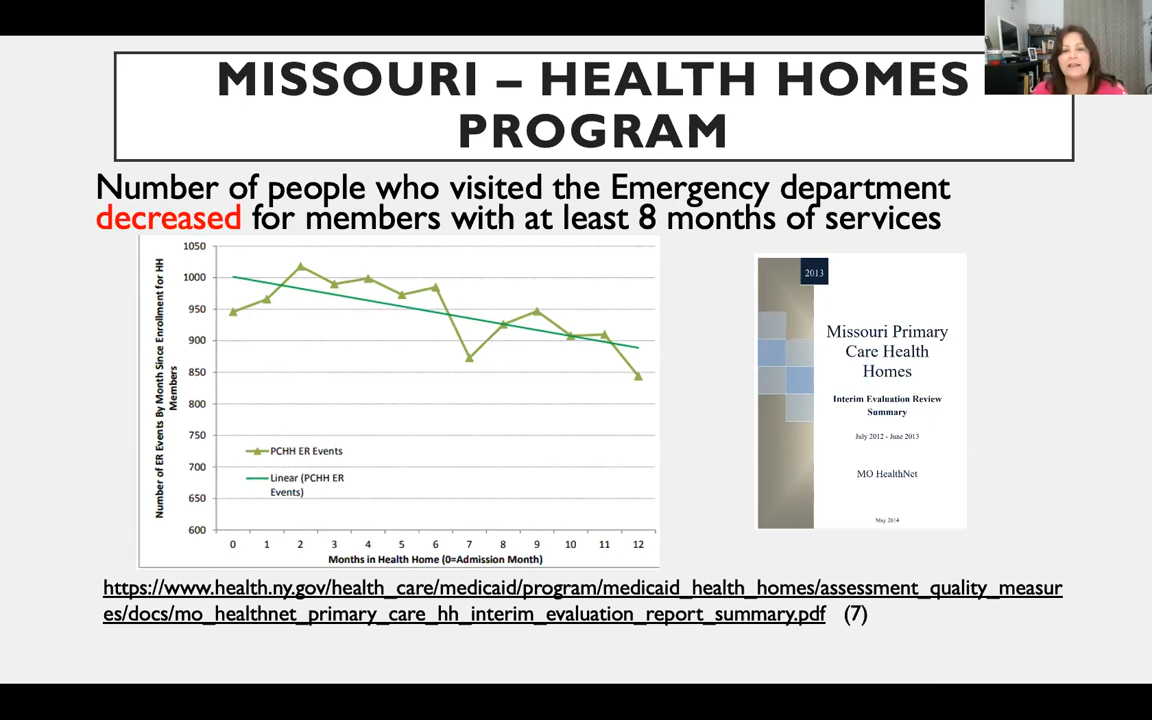 MISSOURI – HEALTH HOMES
PROGRAM
Number of people who visited the Emergency department
decreased for members with at least 8 months of services
Number of ER Events By Month Since Enrollment for HH
Members
1050
1000
950
900
850
800
750
700
650
600
PCHH ER Events
Linear (PCHH ER
Events)
0 1 2 3 4 5 6 7 8 9 10 11 12
Months in Health Home (0=Admission Month)
2013
Missouri Primary
Care Health
Homes
Interim Evaluation Review
Summary
July 2012 - June 2013
MO HealthNet
May 2014
https://www.health.ny.gov/health_care/medicaid/program/medicaid_health_homes/assessment_quality_measur
es/docs/mo_healthnet_primary_care_hh_interim_evaluation_report_summary.pdf (7)